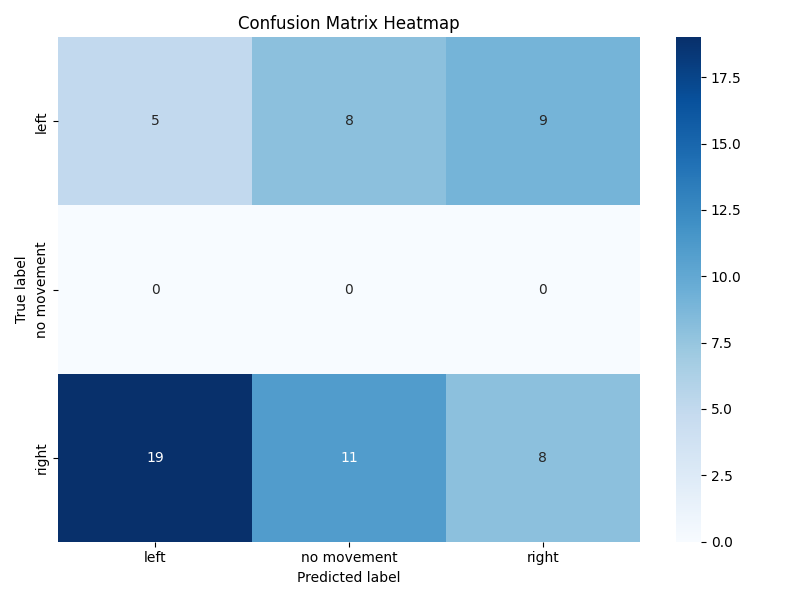 Confusion Matrix Heatmap
left
5
8
9
no movement
0
0
0
right
19
11
8
True label
left
no movement
right
Predicted label
17.5
15.0
12.5
10.0
7.5
5.0
2.5
0.0